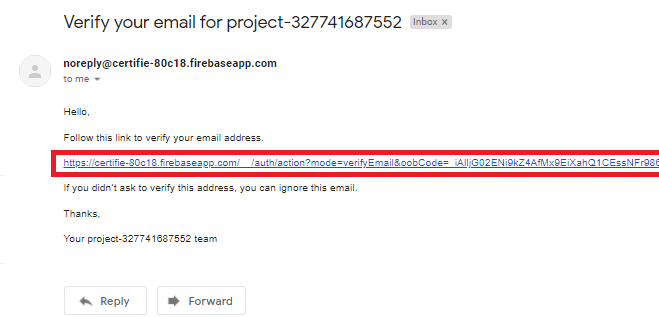 Verify your email for project-327741687552 Inbox x
noreply@certifie-80c18.firebaseapp.com
to me
Hello,
Follow this link to verify your email address.
https://certifie-80c18.firebaseapp.com/__/auth/action?mode=verifyEmail&oobCode=
If you didn't ask to verify this address, you can ignore this email.
Thanks,
Your project-327741687552 team
Reply
Forward